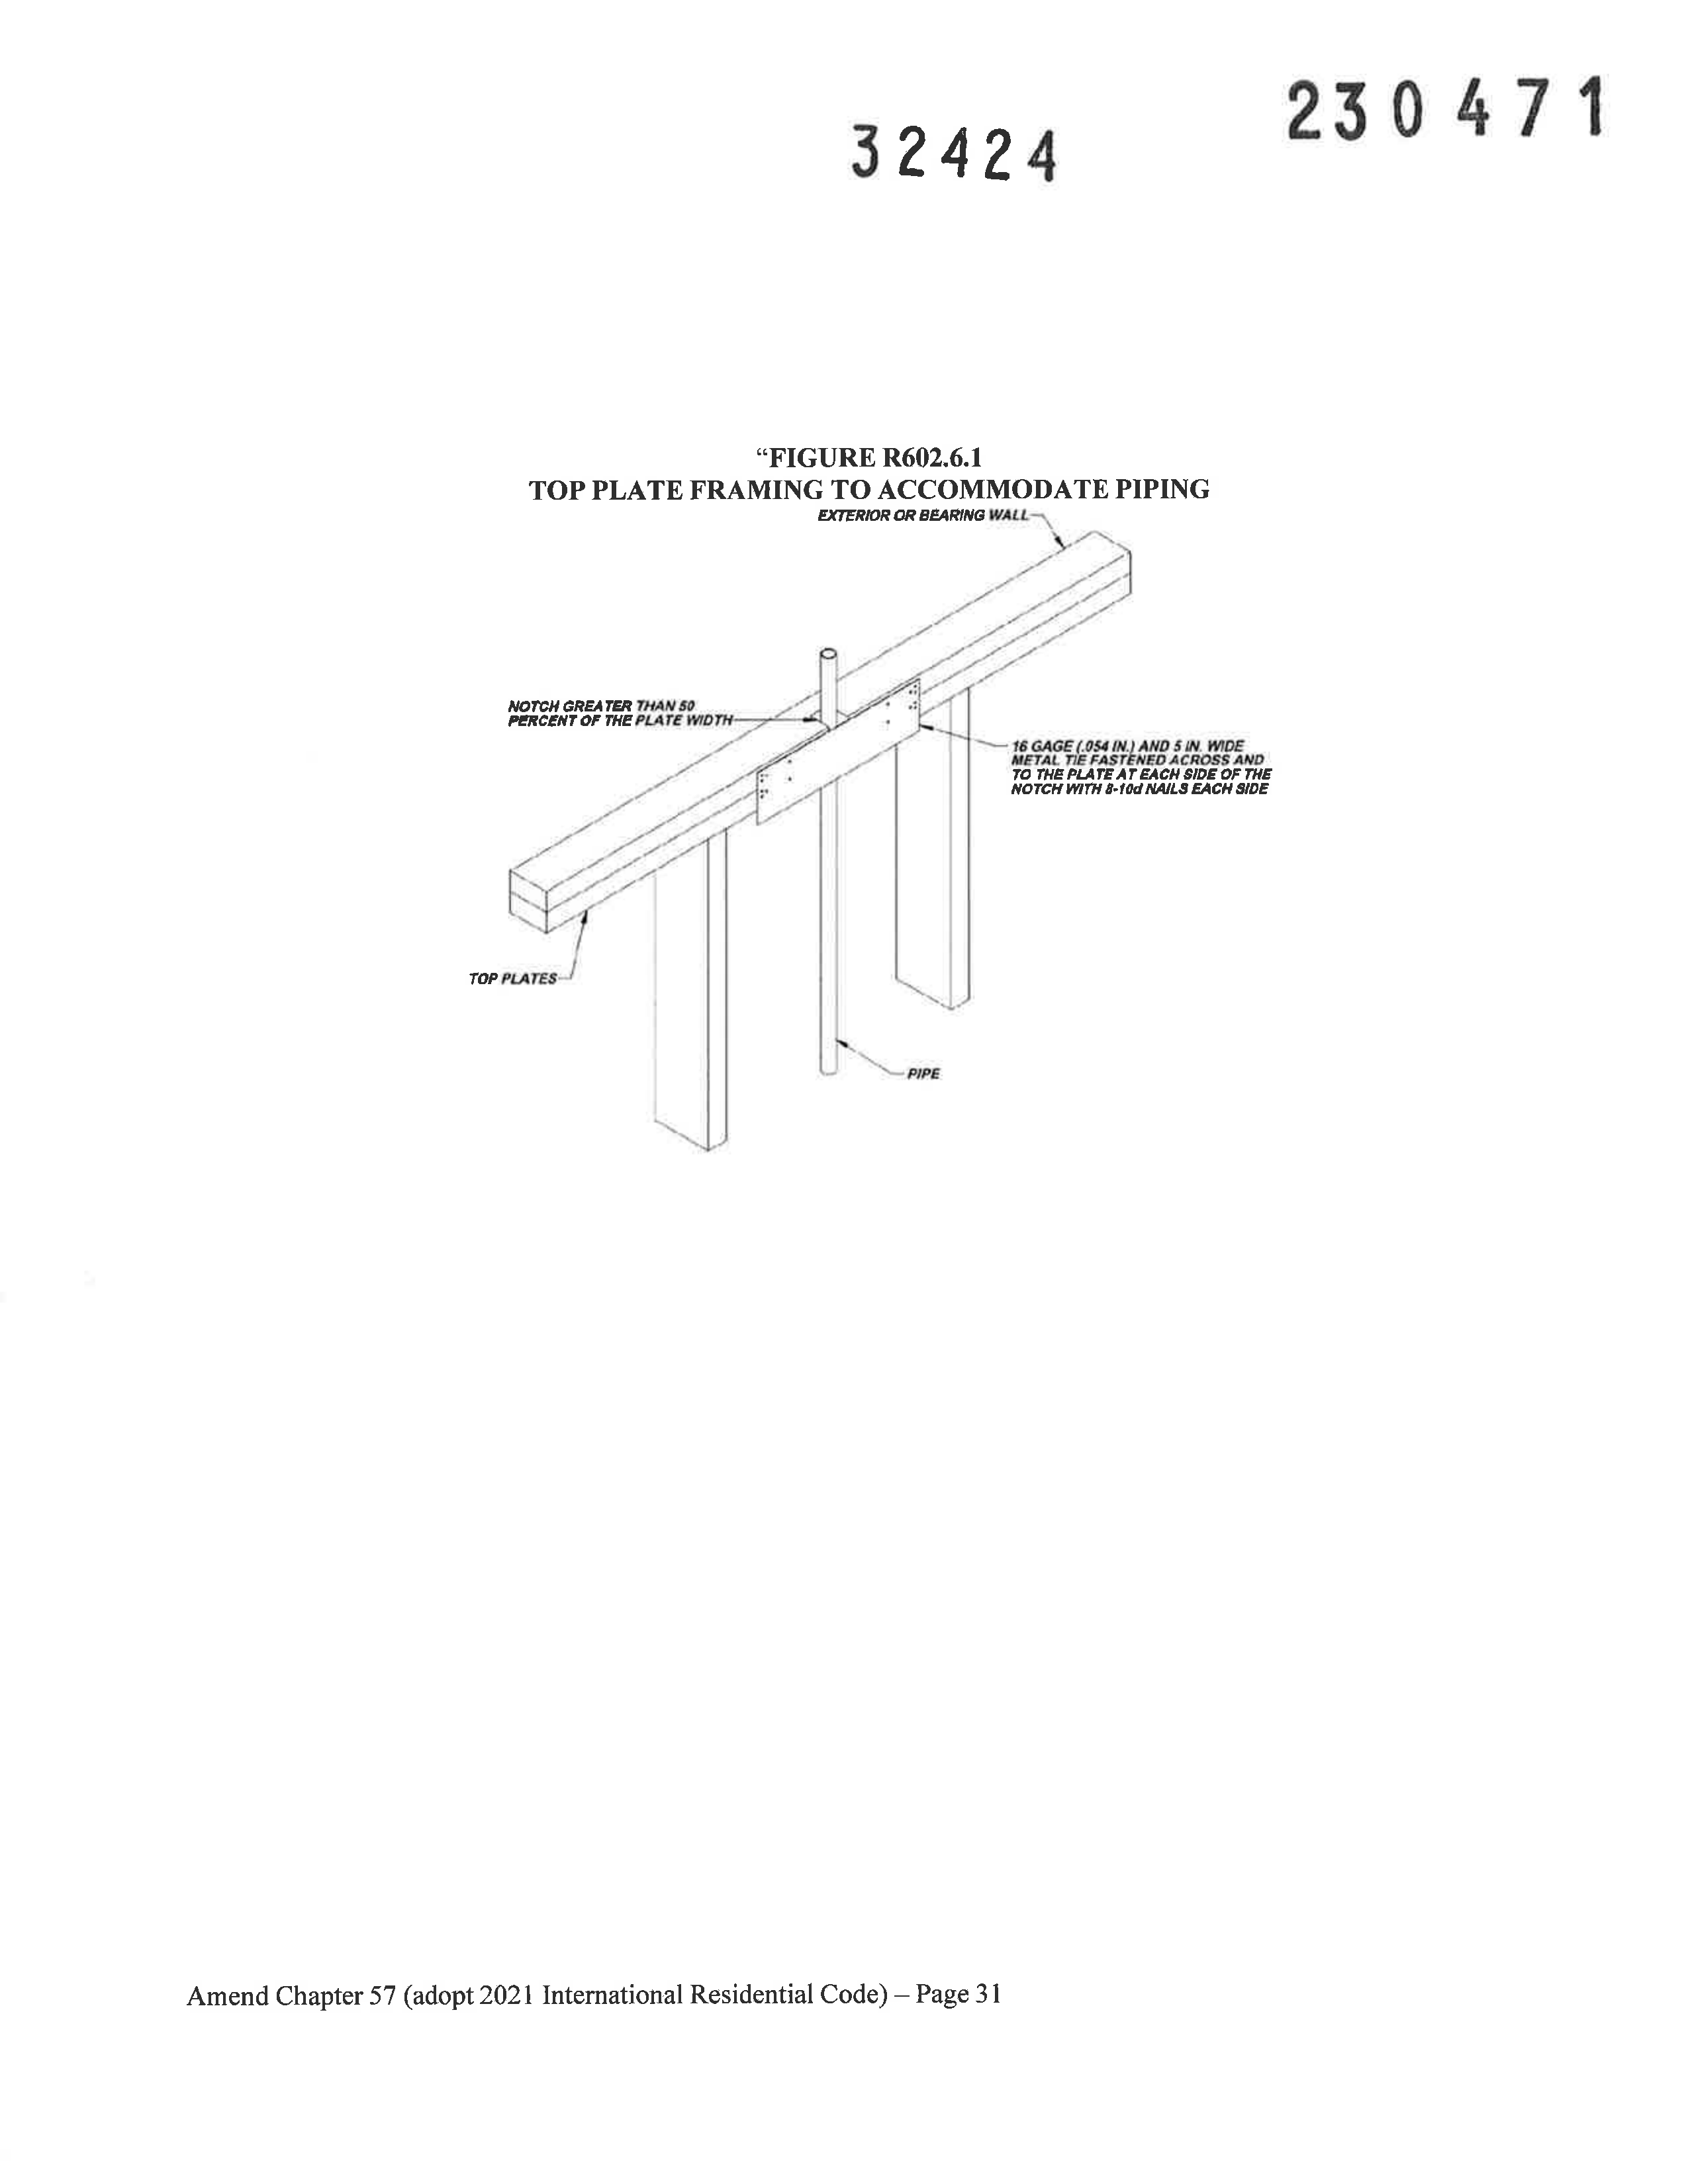 230471
32424
“FIGURE R602.6.1
TOP PLATE FRAMING TO ACCOMMODATE PIPING
EXTERIOR OR BEARING WALL
NOTCH GREATER THAN 50
PERCENT OF THE PLATE WIDTH
16 GAGE (.054 IN.) AND 5 IN. WIDE
METAL TIE FASTENED ACROSS AND
TO THE PLATE AT EACH SIDE OF THE
NOTCH WITH 8-10d NAILS EACH SIDE
TOP PLATES
PIPE
Amend Chapter 57 (adopt 2021 International Residential Code) – Page 31